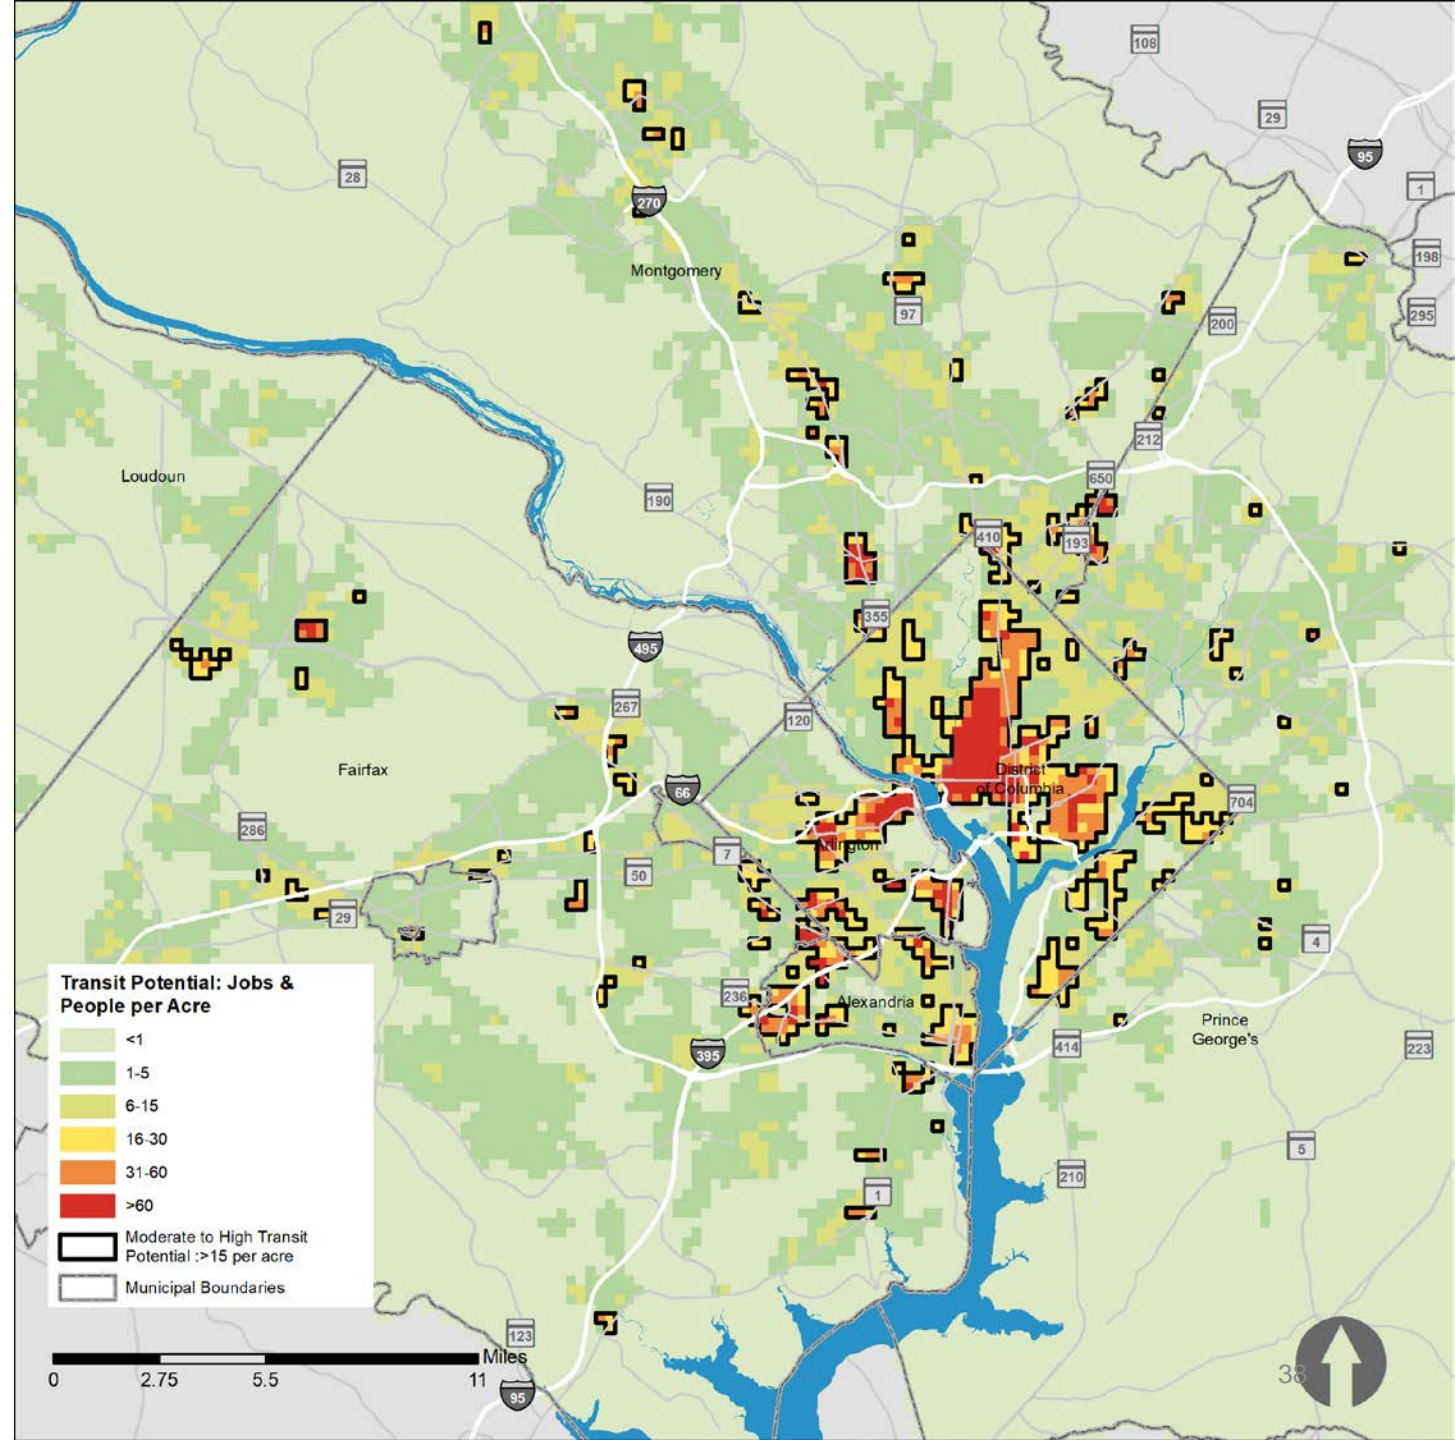 108
29
95
28
1
270
198
Montgomery
97
200
295
212
Loudoun
650
190
410
193
355
495
267
120
Fairfax
District
of Columbia
66
704
286
Arlington
7
50
29
4
236
Alexandria
Prince
George's
414
223
395
5
210
1
Transit Potential: Jobs &
People per Acre
<1
1-5
6-15
16-30
31-60
>60
Moderate to High Transit
Potential :>15 per acre
Municipal Boundaries
123
Miles
0 2.75 5.5 11
95
38